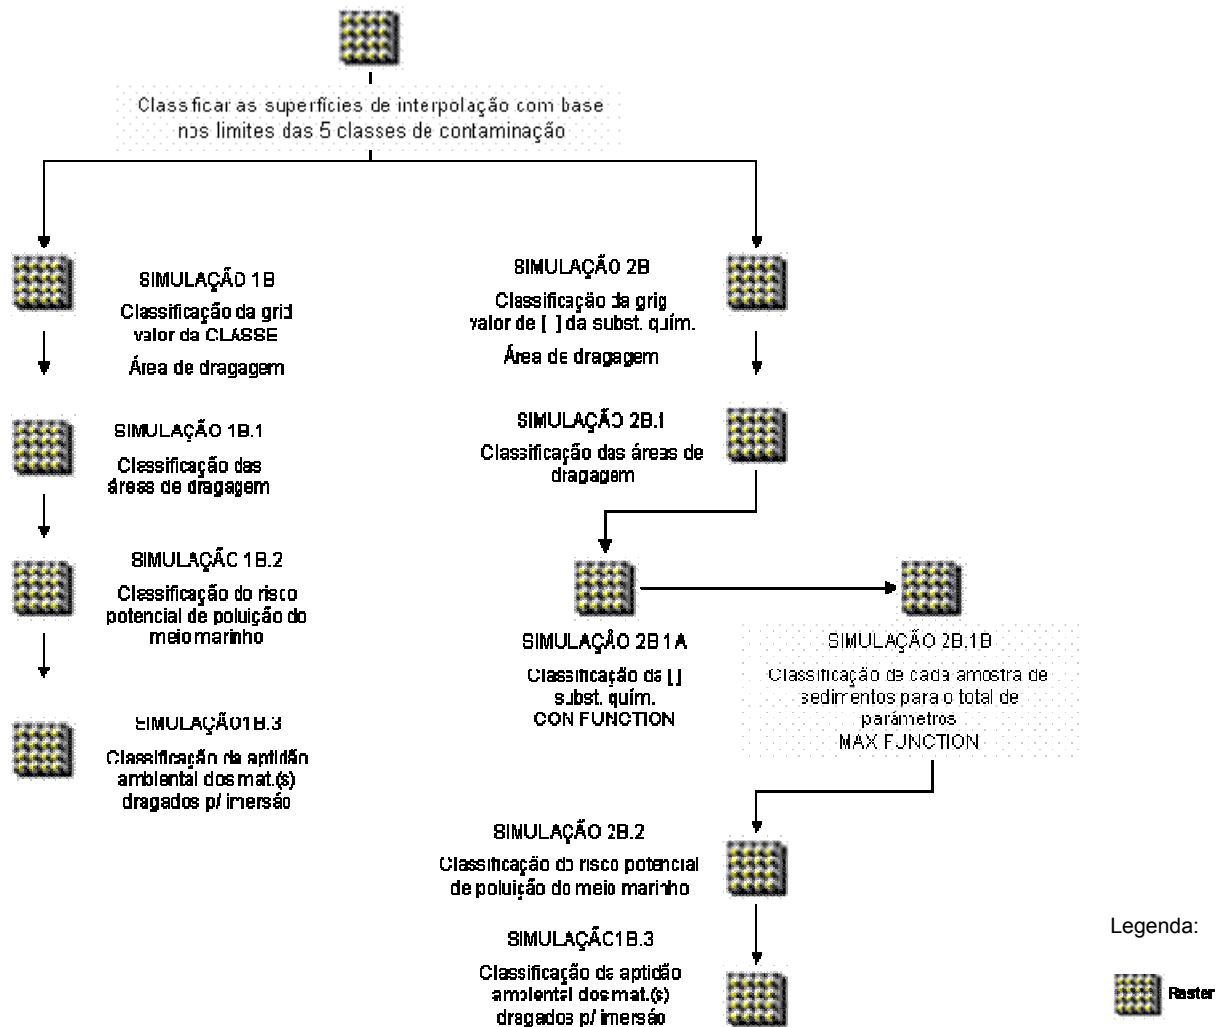 Classificar as superfícies de interpolação com base
nos limites das 5 classes de contaminação
SIMULAÇÃO 1B
Classificação da grid
valor da CLASSE
Área de dragagem
SIMULAÇÃO 1B.1
Classificação das
áreas de dragagem
SIMULAÇÃO 1B.2
Classificação do risco
potencial de poluição do
meio marinho
SIMULAÇÃO1B.3
Classificação da aptidão
ambiental dos mat.(s)
dragados p/ imersão
SIMULAÇÃO 2B
Classificação da grig
valor de [ ] da subst. quím.
Área de dragagem
SIMULAÇÃO 2B.1
Classificação das áreas de
dragagem
SIMULAÇÃO 2B 1A
Classificação da [ ]
subst. quím.
CON FUNCTION
SIMULAÇÃO 2B.1B
Classificação de cada amostra de
sedimentos para o total de
parámetros
MAX FUNCTION
SIMULAÇÃO 2B.2
Classificação do risco potencial
de poluição do meio marinho
SIMULAÇÃO1B.3
Classificação da aptidão
ambiental dos mat.(s)
dragados p/ imersão
Legenda:
Raster